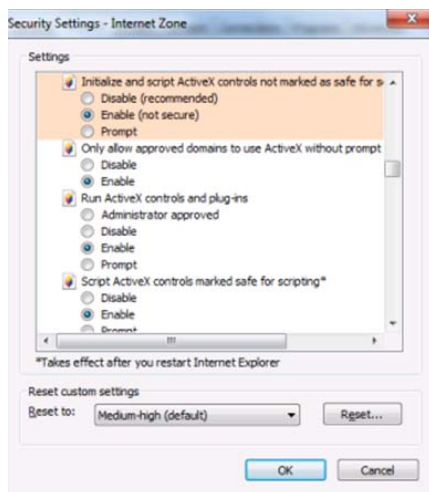 Security Settings - Internet Zone
Settings
Initialize and script ActiveX controls not marked as safe for s
Disable (recommended)
Enable (not secure)
Prompt
Only allow approved domains to use ActiveX without prompt
Disable
Enable
Run ActiveX controls and plug-ins
Administrator approved
Disable
Enable
Prompt
Script ActiveX controls marked safe for scripting*
Disable
Enable
Prompt
*Takes effect after you restart Internet Explorer
Reset custom settings
Reset to: Medium-high (default) Reset...
OK Cancel